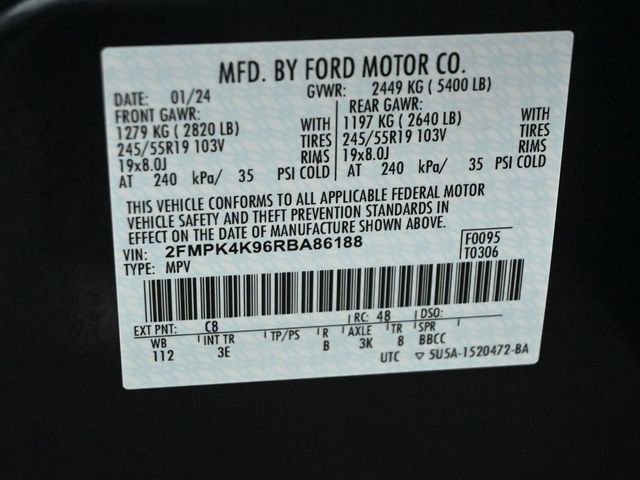 MFD. BY FORD MOTOR CO.
DATE: 01/24 GVWR: 2449 KG ( 5400 LB)
FRONT GAWR: REAR GAWR:
1279 KG ( 2820 LB) WITH 1197 KG ( 2640 LB) WITH
245/55R19 103V TIRES 245/55R19 103V TIRES
19x8.0J RIMS 19x8.0J RIMS
AT 240 kPa/ 35 PSI COLD AT 240 kPa/ 35 PSI COLD
THIS VEHICLE CONFORMS TO ALL APPLICABLE FEDERAL MOTOR
VEHICLE SAFETY AND THEFT PREVENTION STANDARDS IN
EFFECT ON THE DATE OF MANUFACTURE SHOWN ABOVE.
VIN: 2FMPK4K96RBA86188 F0095
TYPE: MPV T0306
EXT PNT: C8 RC: 48 DSO:
WB INT TR TP/PS R AXLE TR SPR
112 3E B 3K 8 BBCC
UTC ▽ 5U5A-1520472-BA